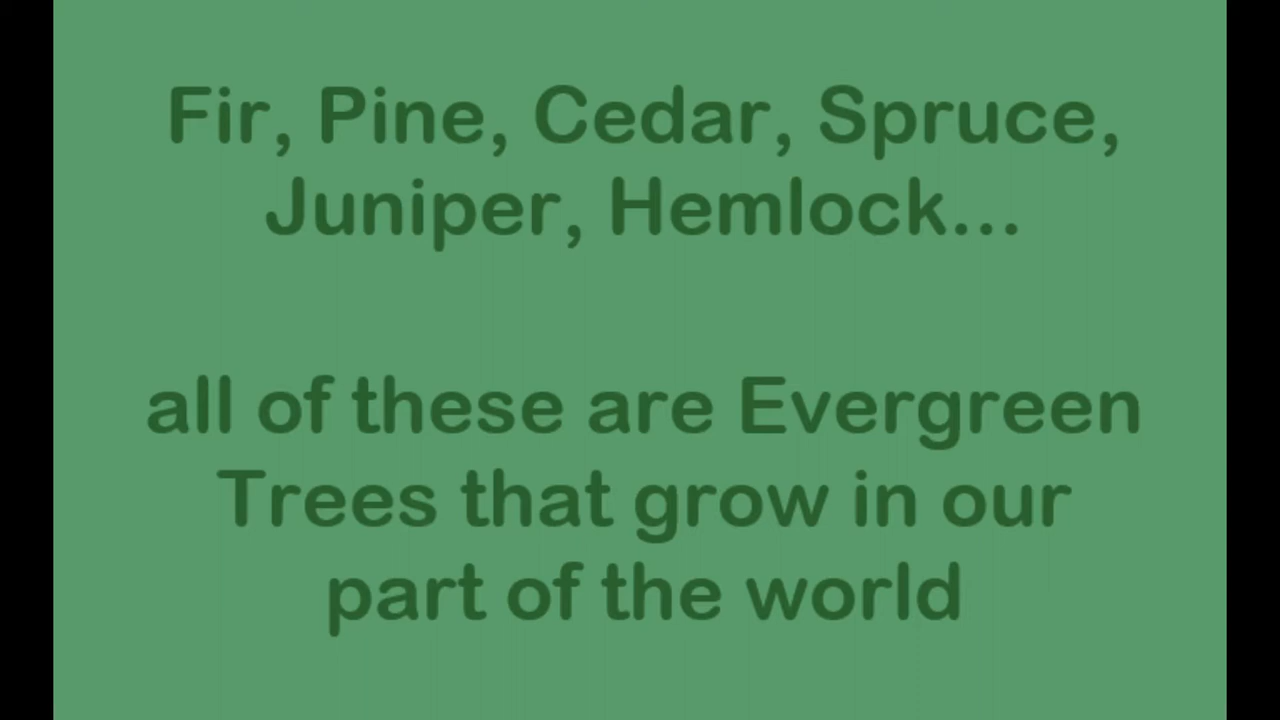 Fir, Pine, Cedar, Spruce,
Juniper, Hemlock...
all of these are Evergreen
Trees that grow in our
part of the world